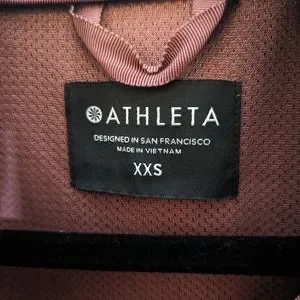 ATHLETA
DESIGNED IN SAN FRANCISCO
MADE IN VIETNAM
XXS